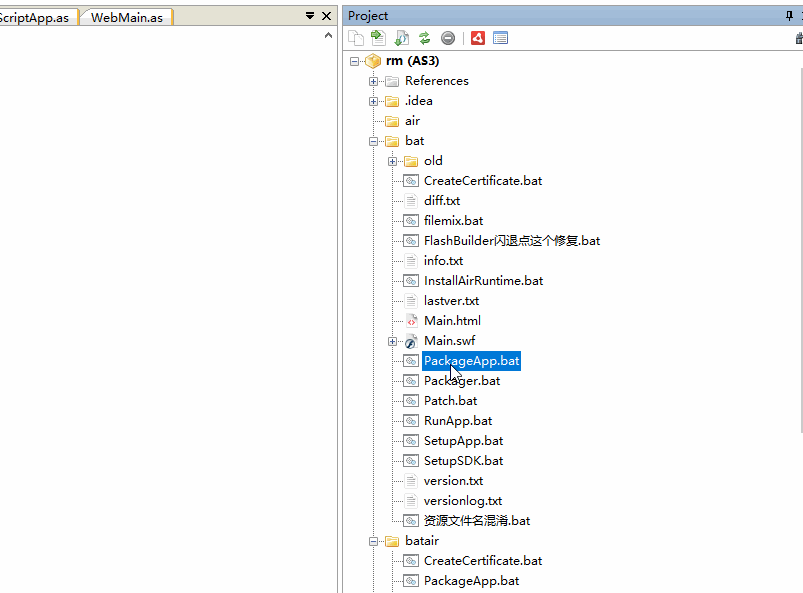 ScriptApp.as
WebMain.as
Project
rm (AS3)
References
.idea
air
bat
old
CreateCertificate.bat
diff.txt
filemix.bat
FlashBuilder闪退点这个修复.bat
info.txt
InstallAirRuntime.bat
lastver.txt
Main.html
Main.swf
PackageApp.bat
Packager.bat
Patch.bat
RunApp.bat
SetupApp.bat
SetupSDK.bat
version.txt
versionlog.txt
资源文件名混淆.bat
batair
CreateCertificate.bat
PackageApp.bat